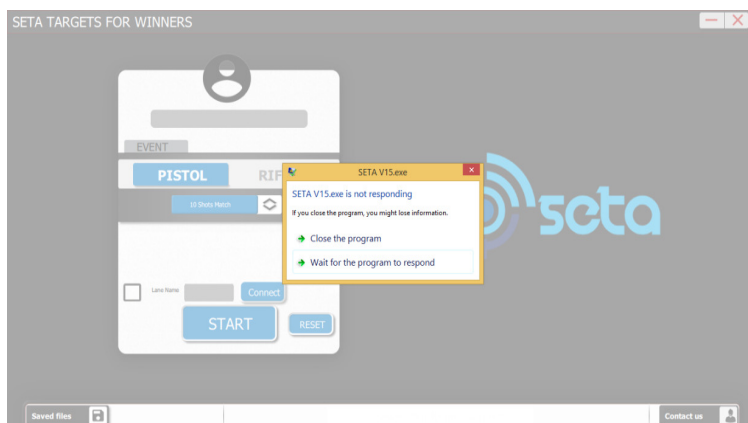 SETA TARGETS FOR WINNERS
EVENT
PISTOL
10 Shots Match
SETA V15.exe
SETA V15.exe is not responding
If you close the program, you might lose information.
Close the program
Wait for the program to respond
seta
Lane Name
Connect
START
RESET
Saved files
Contact us